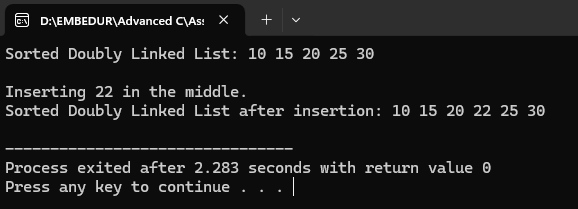 D:\EMBEDUR\Advanced C\As:
Sorted Doubly Linked List: 10 15 20 25 30
Inserting 22 in the middle.
Sorted Doubly Linked List after insertion: 10 15 20 22 25 30
--------------------------------
Process exited after 2.283 seconds with return value 0
Press any key to continue . . .